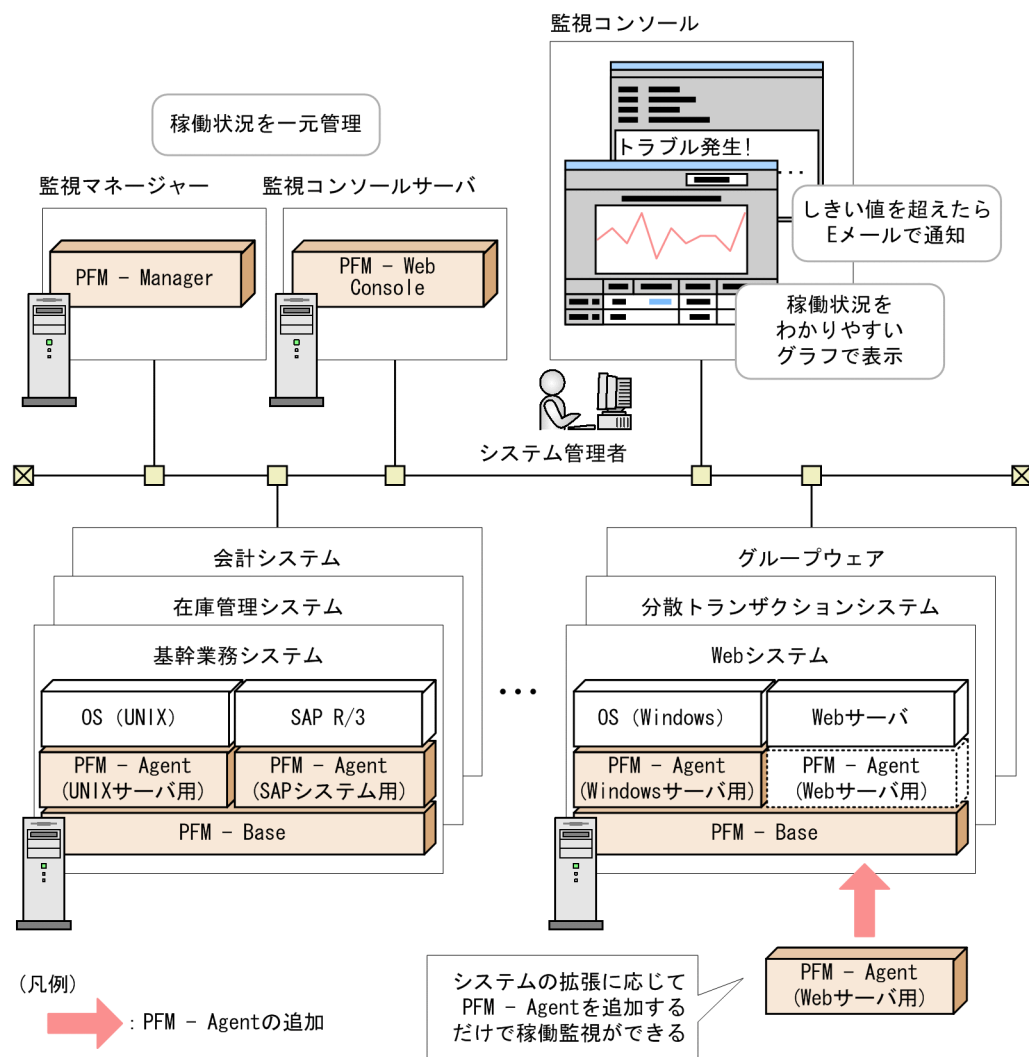 監視コンソール
稼働状況を一元管理
トラブル発生!
...
監視マネージャー
監視コンソールサーバ
しきい値を超えたら
Eメールで通知
PFM － Manager
PFM － Web
Console
稼働状況を
わかりやすい
グラフで表示
システム管理者
会計システム
在庫管理システム
基幹業務システム
OS（UNIX）
SAP R/3
PFM － Agent
(UNIXサーバ用)
PFM － Agent
(SAPシステム用)
PFM － Base
...
グループウェア
分散トランザクションシステム
Webシステム
OS（Windows）
Webサーバ
PFM － Agent
(Windowsサーバ用)
PFM － Agent
(Webサーバ用)
PFM － Base
システムの拡張に応じて
PFM － Agentを追加する
だけで稼働監視ができる
PFM － Agent
(Webサーバ用)
(凡例)
：PFM － Agentの追加